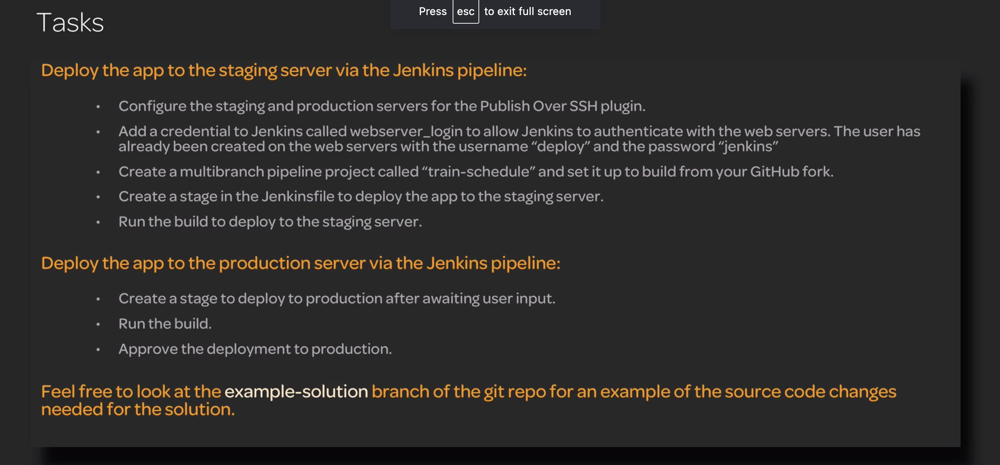 Press esc to exit full screen
Tasks
Deploy the app to the staging server via the Jenkins pipeline:
• Configure the staging and production servers for the Publish Over SSH plugin.
• Add a credential to Jenkins called webserver_login to allow Jenkins to authenticate with the web servers. The user has
already been created on the web servers with the username “deploy” and the password “jenkins”
• Create a multibranch pipeline project called “train-schedule” and set it up to build from your GitHub fork.
• Create a stage in the Jenkinsfile to deploy the app to the staging server.
• Run the build to deploy to the staging server.
Deploy the app to the production server via the Jenkins pipeline:
• Create a stage to deploy to production after awaiting user input.
• Run the build.
• Approve the deployment to production.
Feel free to look at the example-solution branch of the git repo for an example of the source code changes
needed for the solution.